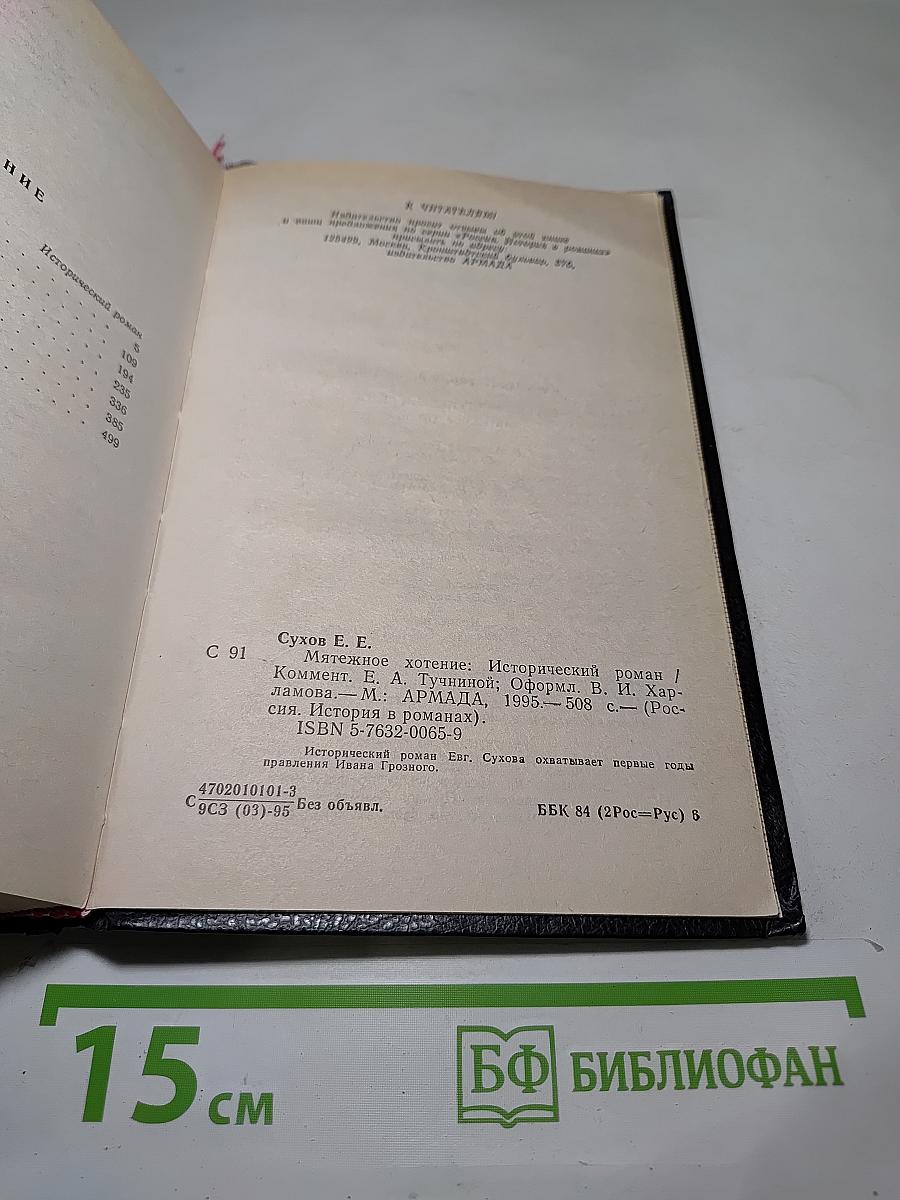 НИЕ
Исторический роман
5
109
194
235
336
385
499
К ЧИТАТЕЛЯМ
Издательство просит отзывы об этой книге
и ваши предложения по серии «Россия. История в романах»
присылать по адресу:
125499, Москва, Кронштадтский бульвар, 37б,
издательство АРМАДА
Сухов Е. Е.
С 91 Мятежное хотение: Исторический роман /
Коммент. Е. А. Тучниной; Оформл. В. И. Хар-
ламова.— М.: АРМАДА, 1995.— 508 с.— (Рос-
сия. История в романах).
ISBN 5-7632-0065-9
Исторический роман Евг. Сухова охватывает первые годы
правления Ивана Грозного.
4702010101-3
С 9СЗ (03)-95 Без объявл.
ББК 84 (2Рос=Рус) 6
15 см
БФ БИБЛИОФАН